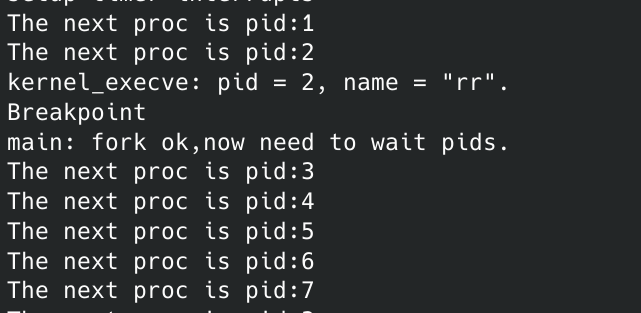 The next proc is pid:1
The next proc is pid:2
kernel_execve: pid = 2, name = "rr".
Breakpoint
main: fork ok,now need to wait pids.
The next proc is pid:3
The next proc is pid:4
The next proc is pid:5
The next proc is pid:6
The next proc is pid:7